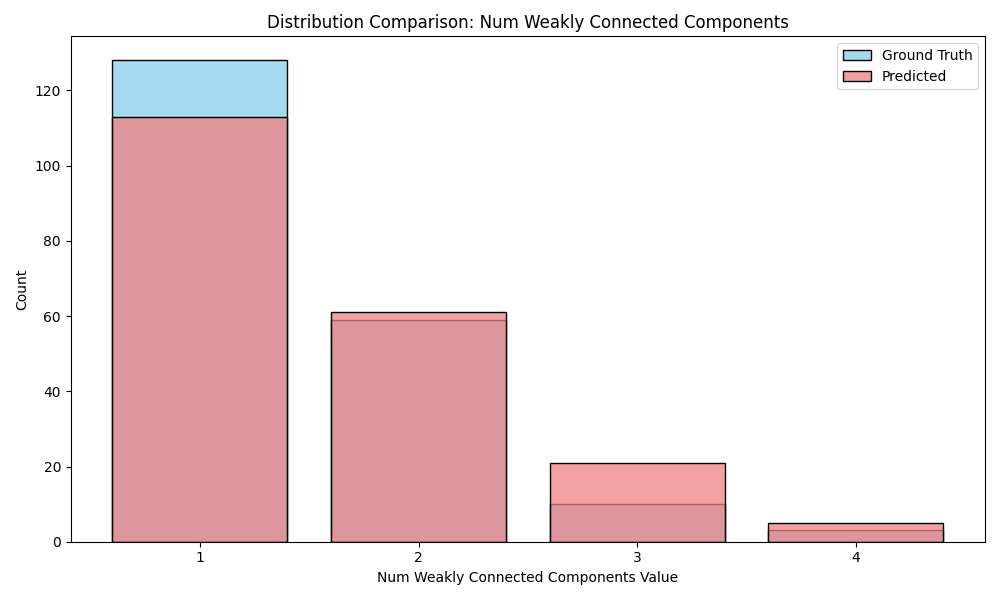 Distribution Comparison: Num Weakly Connected Components
Ground Truth
Predicted
Count
120
100
80
60
40
20
0
1 2 3 4
Num Weakly Connected Components Value